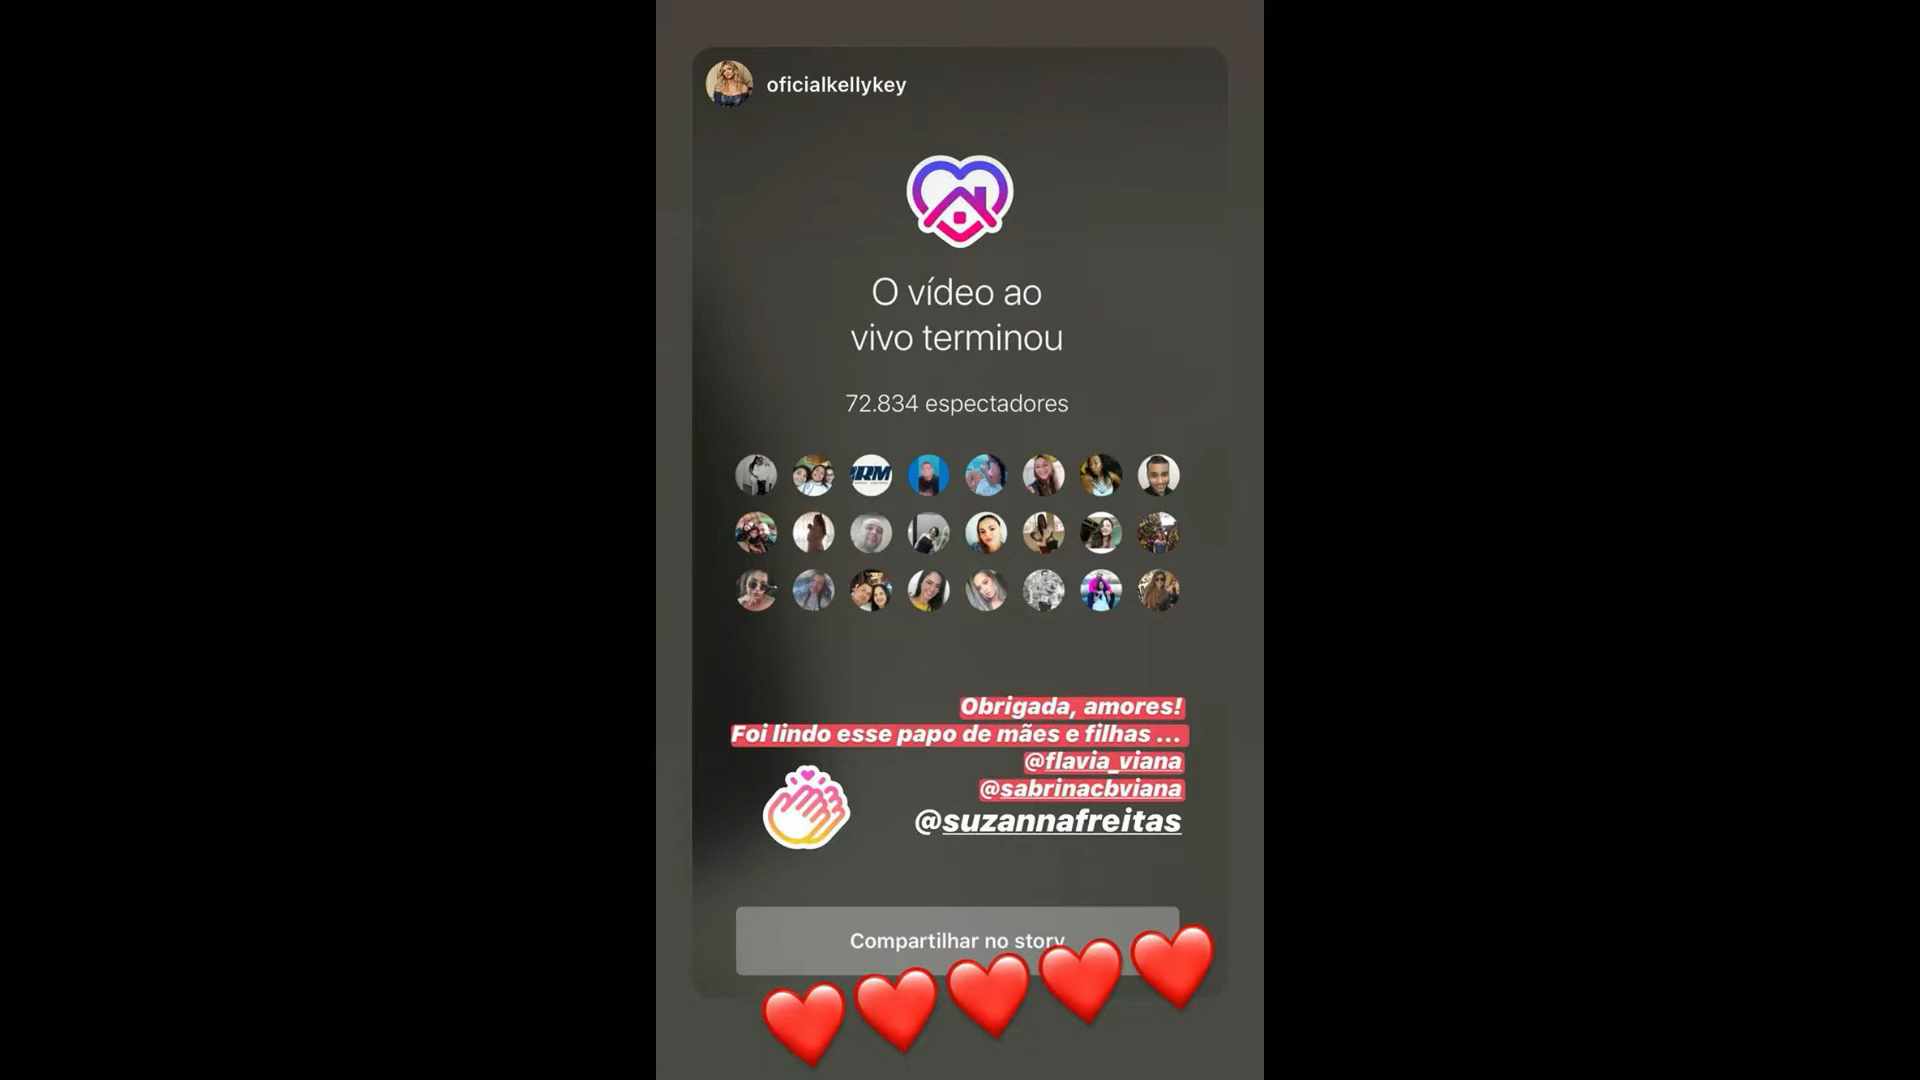 oficialkellykey
O vídeo ao
vivo terminou
72.834 espectadores
RM
Obrigada, amores!
Foi lindo esse papo de mães e filhas ...
@flavia_viana
@sabrinacbviana
@suzannafreitas
Compartilhar no story